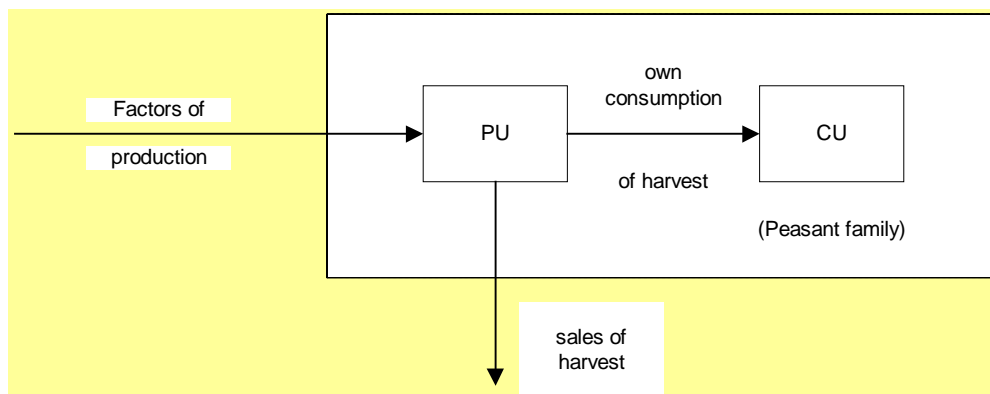 Factors of
production
PU
own
consumption
of harvest
CU
(Peasant family)
sales of
harvest